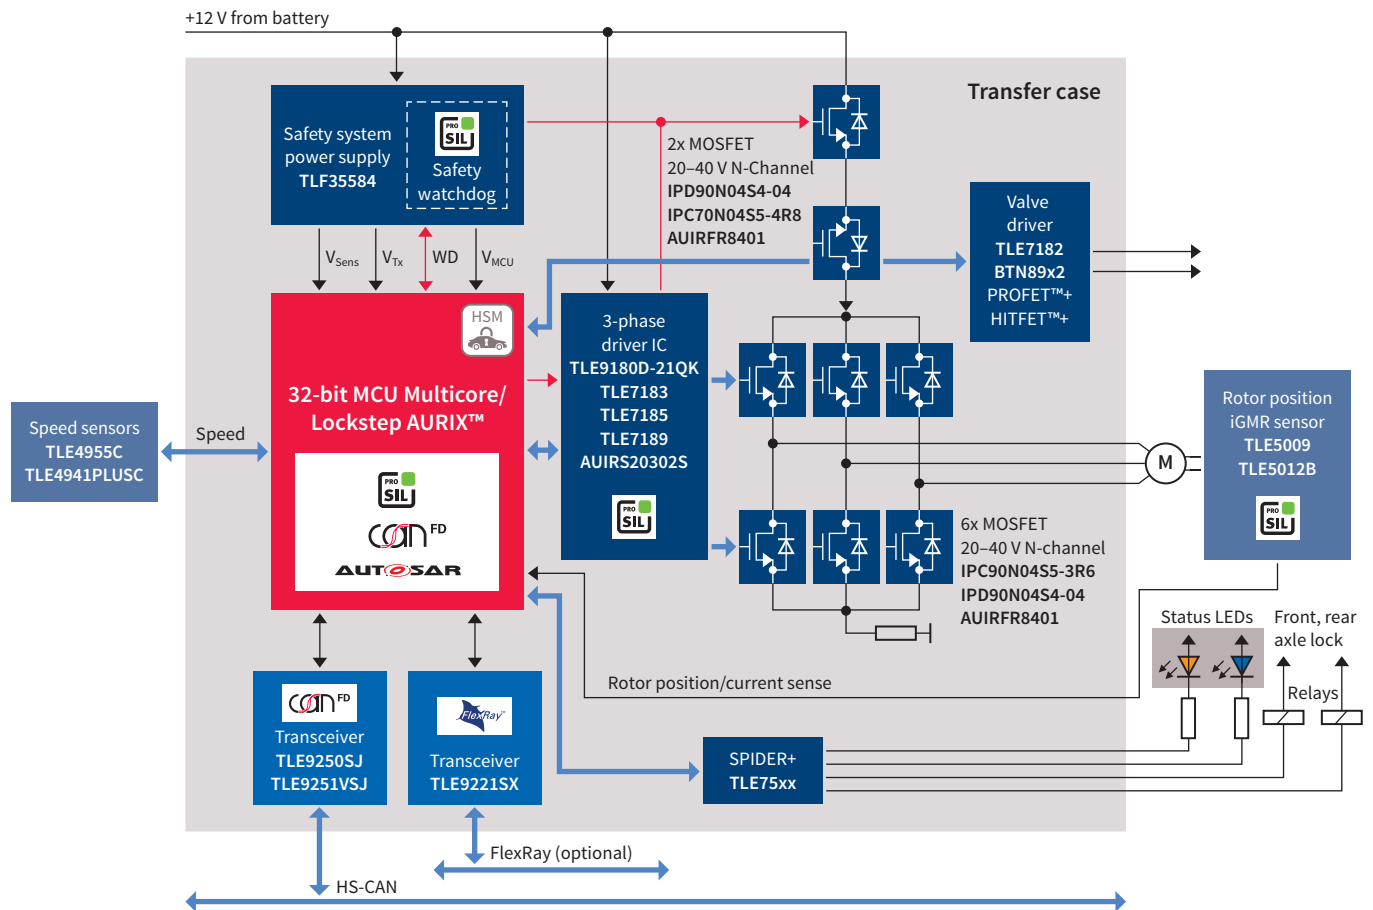 +12 V from battery
Transfer case
Safety system
power supply
TLF35584
PRO
SIL
Safety
watchdog
2x MOSFET
20–40 V N-Channel
IPD90N04S4-04
IPC70N04S5-4R8
AUIRFR8401
Valve
driver
TLE7182
BTN89x2
PROFET™+
HITFET™+
VSens
VTx
WD
VMCU
HSM
32-bit MCU Multicore/
Lockstep AURIX™
PRO
SIL
CAN FD
AUTOSAR
3-phase
driver IC
TLE9180D-21QK
TLE7183
TLE7185
TLE7189
AUIRS20302S
PRO
SIL
Speed sensors
TLE4955C
TLE4941PLUSC
Speed
M
Rotor position
iGMR sensor
TLE5009
TLE5012B
PRO
SIL
6x MOSFET
20–40 V N-channel
IPC90N04S5-3R6
IPD90N04S4-04
AUIRFR8401
Status LEDs
Front, rear
axle lock
Relays
Rotor position/current sense
CAN FD
Transceiver
TLE9250SJ
TLE9251VSJ
FlexRay™
Transceiver
TLE9221SX
SPIDER+
TLE75xx
FlexRay (optional)
HS-CAN